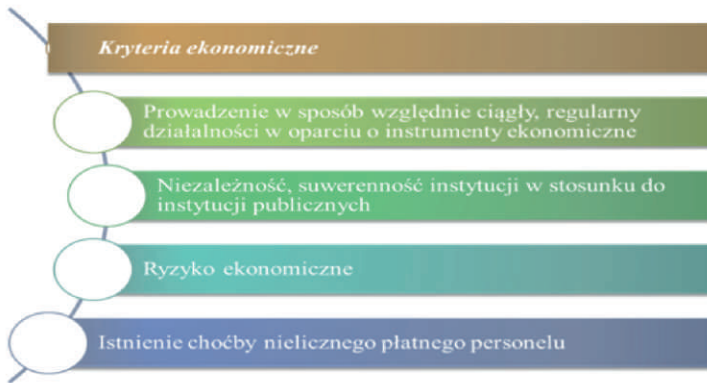 Kryteria ekonomiczne
Prowadzenie w sposób względnie ciągły, regularny
działalności w oparciu o instrumenty ekonomiczne
Niezależność, suwerenność instytucji w stosunku do
instytucji publicznych
Ryzyko ekonomiczne
Istnienie choćby nielicznego płatnego personelu